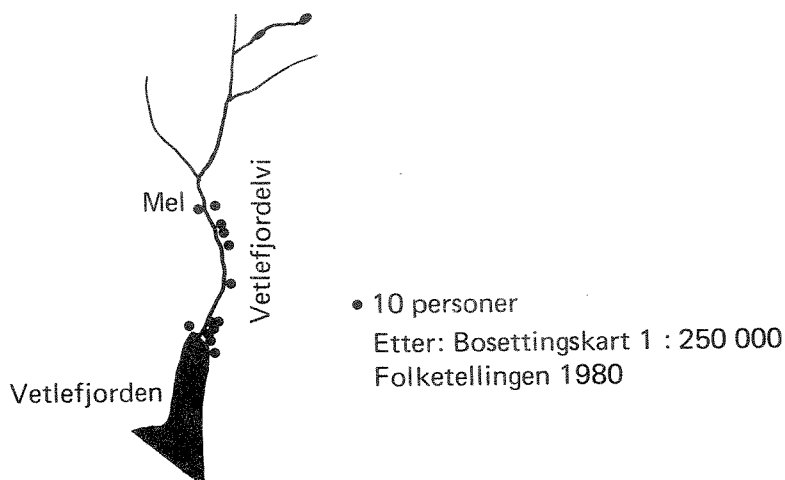 Mel
Vetlefjordelvi
• 10 personer
Etter: Bosettingskart 1 : 250 000
Folketellingen 1980
Vetlefjorden